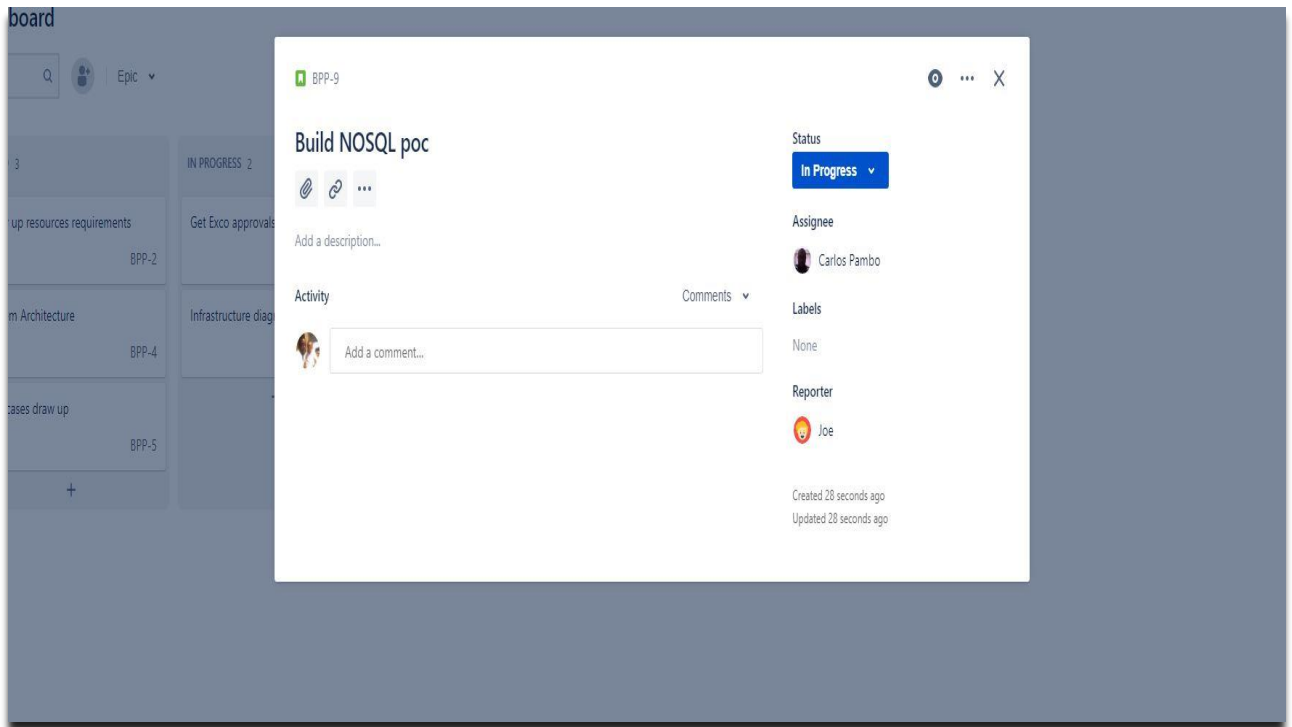 board
Epic
3
IN PROGRESS 2
up resources requirements
BPP-2
Get Exco approvals
m Architecture
BPP-4
Infrastructure diag
cases draw up
BPP-5
+
BPP-9
Build NOSQL poc
Add a description...
Activity
Comments
Add a comment...
Status
In Progress
Assignee
Carlos Pambo
Labels
None
Reporter
Joe
Created 28 seconds ago
Updated 28 seconds ago